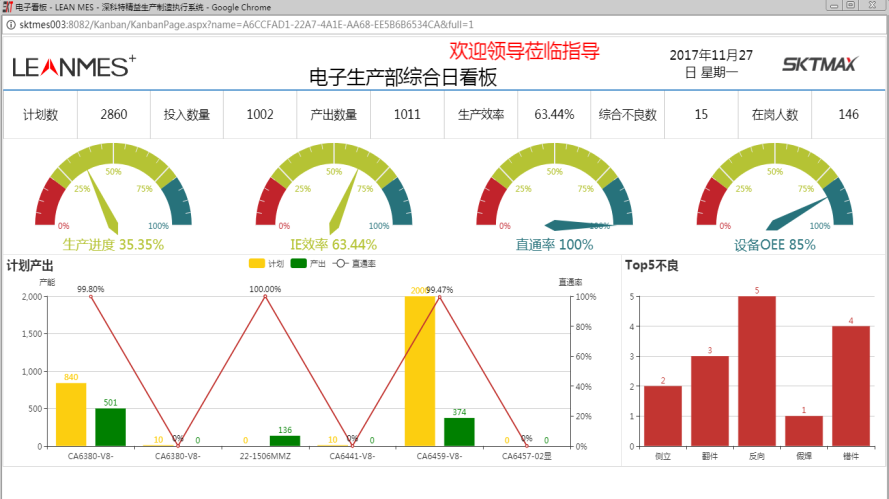 电子看板 - LEAN MES - 深科特精益生产制造执行系统 - Google Chrome
sktmes003:8082/Kanban/KanbanPage.aspx?name=A6CCFAD1-22A7-4A1E-AA68-EE5B6B6534CA&full=1
LEANMES+
欢迎领导莅临指导
电子生产部综合日看板
2017年11月27
日 星期一
SKTMAX
计划数 2860 投入数量 1002 产出数量 1011 生产效率 63.44% 综合不良数 15 在岗人数 146
0% 25% 50% 75% 100%
生产进度 35.35%
0% 25% 50% 75% 100%
IE效率 63.44%
0% 25% 50% 75% 100%
直通率 100%
0% 25% 50% 75% 100%
设备OEE 85%
计划产出
计划 产出 直通率
产能
直通率
2,000
1,500
1,000
500
0
100%
80%
60%
40%
20%
0%
99.80% 100.00% 99.47%
840 501
10 0% 0
0 136
10 0% 0
2000 374
0 0% 0
CA6380-V8- CA6380-V8- 22-1506MMZ CA6441-V8- CA6459-V8- CA6457-02显
Top5不良
5
4
3
2
1
0
2 3 5 1 4
侧立 翻件 反向 假焊 错件